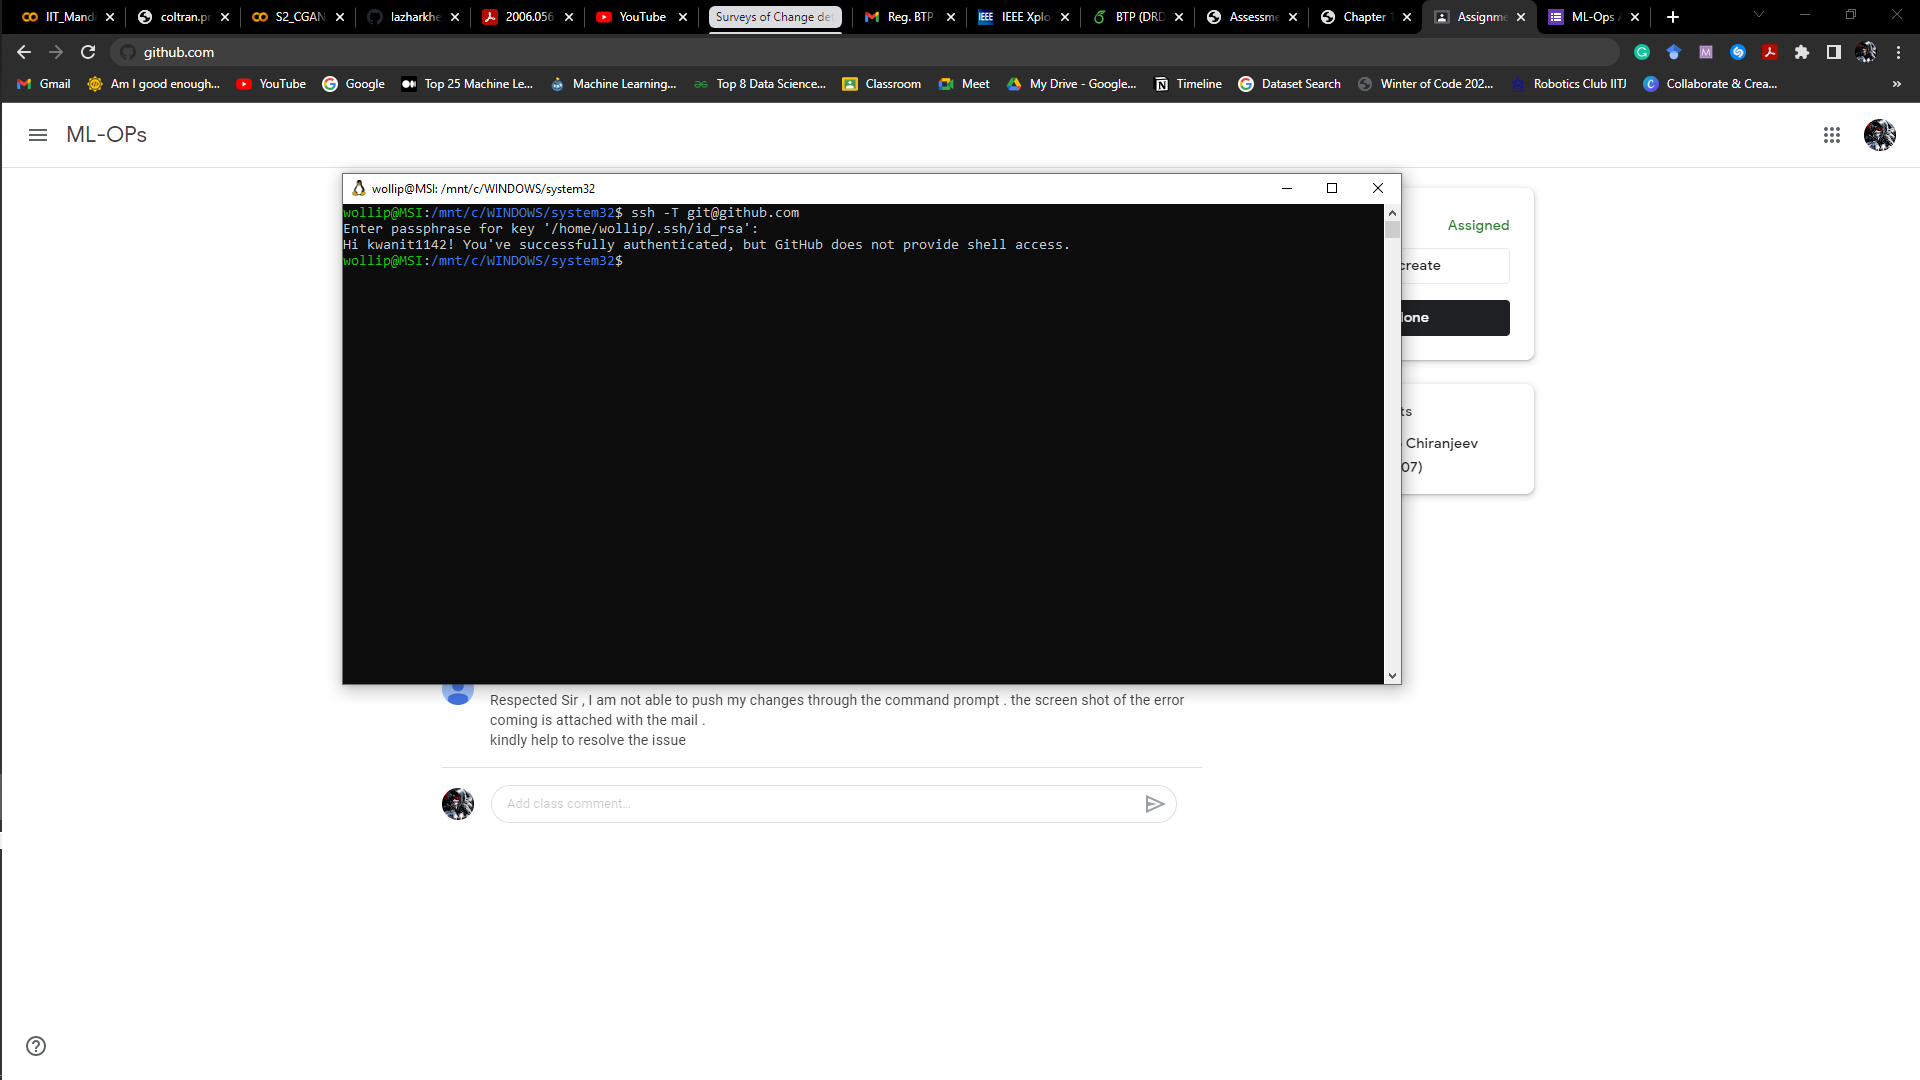 IIT_Mandi
coltran.p
S2_CGAN
lazharkhe
2006.056
YouTube
Surveys of Change det
Reg. BTP
IEEE IEEE Xplo
BTP (DRD
Assessme
Chapter
Assignme
ML-Ops
github.com
Gmail
Am I good enough...
YouTube
Google
Top 25 Machine Le...
Machine Learning...
Top 8 Data Science...
Classroom
Meet
My Drive - Google...
Timeline
Dataset Search
Winter of Code 202...
Robotics Club IITJ
Collaborate & Crea...
ML-OPs
wollip@MSI: /mnt/c/WINDOWS/system32
wollip@MSI:/mnt/c/WINDOWS/system32$ ssh -T git@github.com
Enter passphrase for key '/home/wollip/.ssh/id_rsa':
Hi kwanit1142! You've successfully authenticated, but GitHub does not provide shell access.
wollip@MSI:/mnt/c/WINDOWS/system32$
Assigned
create
done
ts
Chiranjeev
07)
Respected Sir , I am not able to push my changes through the command prompt . the screen shot of the error
coming is attached with the mail .
kindly help to resolve the issue
Add class comment...